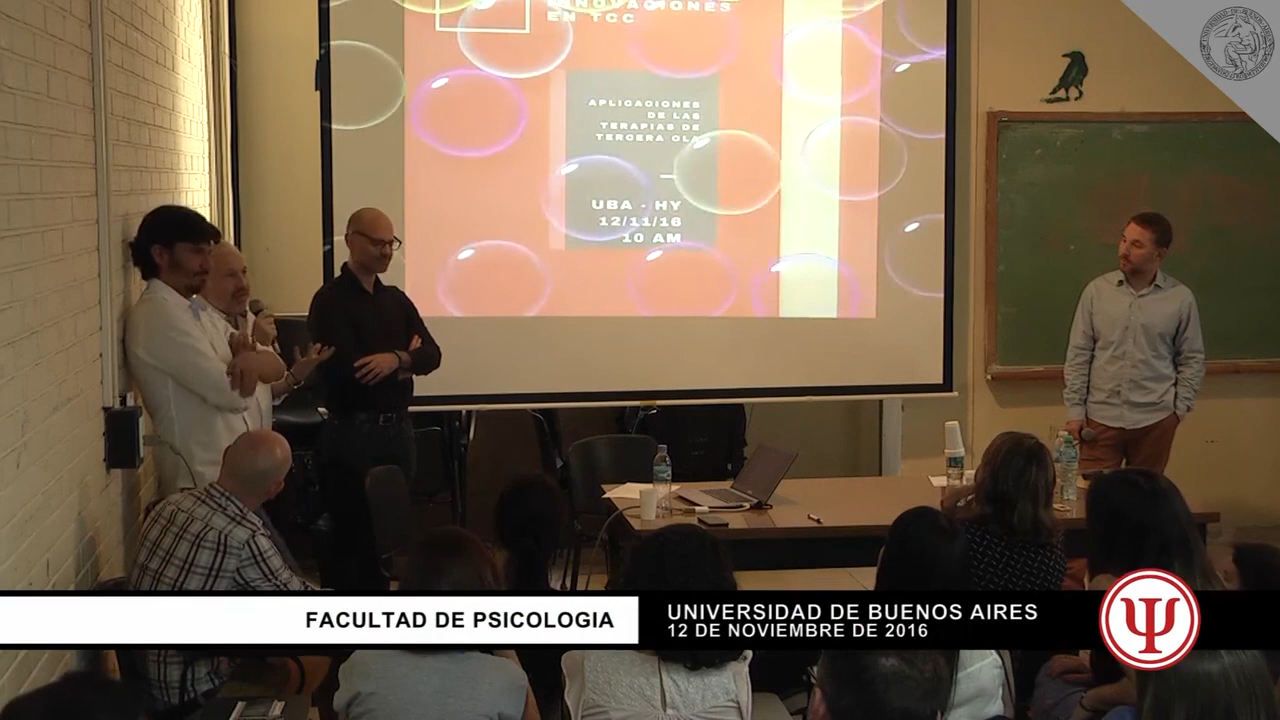 INNOVACIONES
EN TCC
APLICACIONES
DE LAS
TERAPIAS DE
TERCERA OLA
UBA - HY
12/11/16
10 AM
FACULTAD DE PSICOLOGIA
UNIVERSIDAD DE BUENOS AIRES
12 DE NOVIEMBRE DE 2016
Ψ